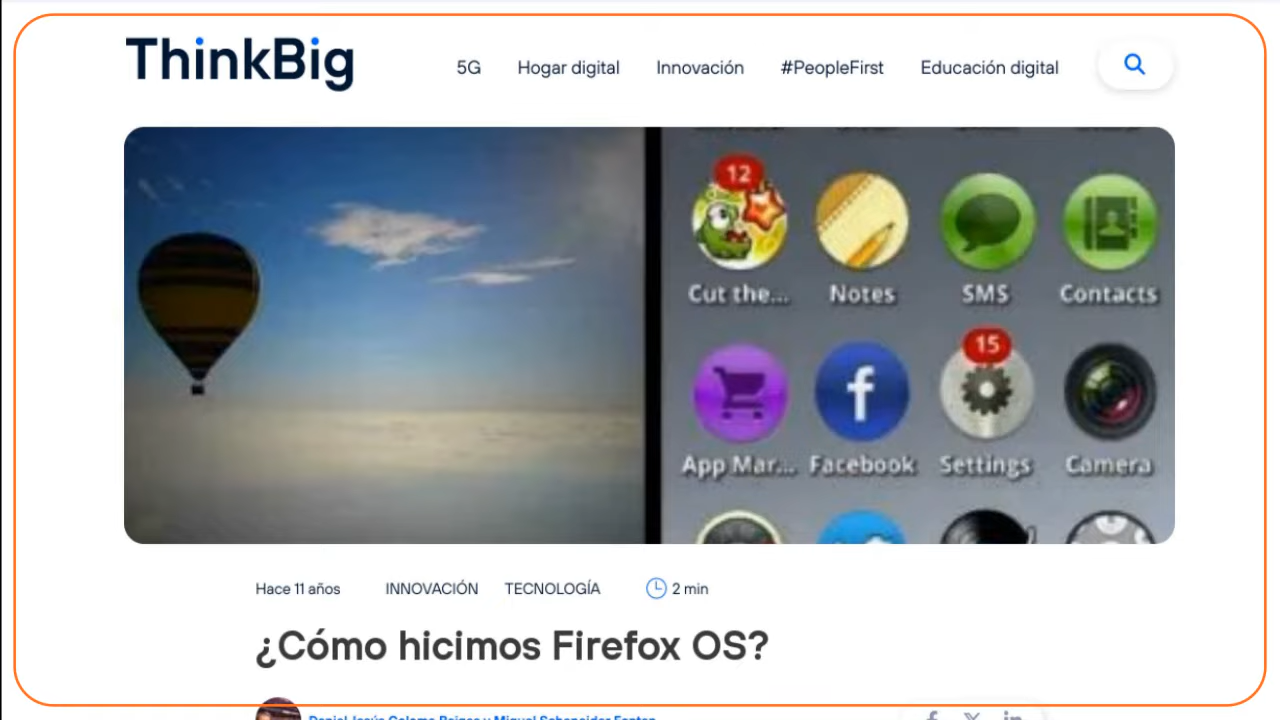 ThinkBig
5G Hogar digital Innovación #PeopleFirst Educación digital
12
Cut the... Notes SMS Contacts
15
App Mar... Facebook Settings Camera
Hace 11 años INNOVACIÓN TECNOLOGÍA 2 min
¿Cómo hicimos Firefox OS?